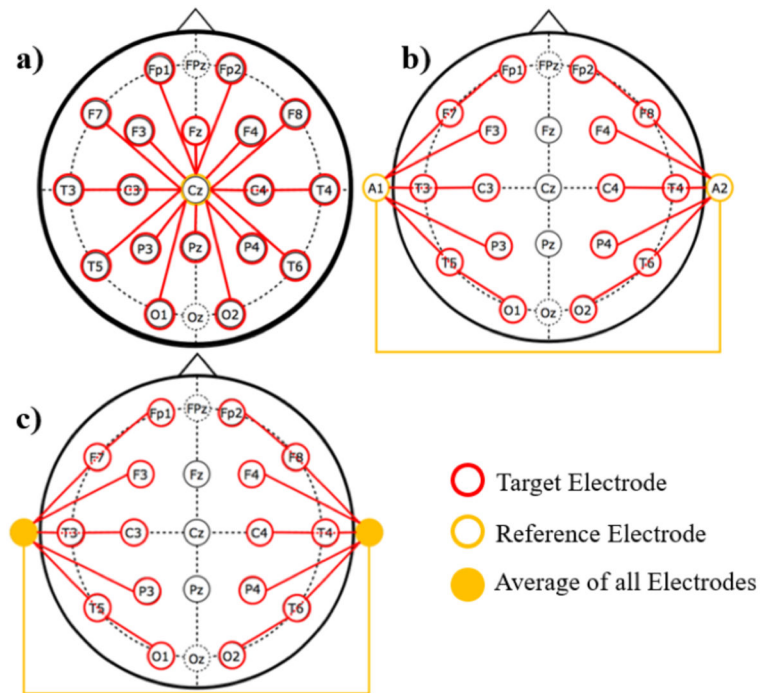 a)
Fp1 FPz Fp2
F7 F3 Fz F4 F8
T3 C3 Cz C4 T4
T5 P3 Pz P4 T6
O1 Oz O2
b)
Fp1 FPz Fp2
F7 F3 Fz F4 F8
A1 T3 C3 Cz C4 T4 A2
T5 P3 Pz P4 T6
O1 Oz O2
c)
Fp1 FPz Fp2
F7 F3 Fz F4 F8
T3 C3 Cz C4 T4
T5 P3 Pz P4 T6
O1 Oz O2
Target Electrode
Reference Electrode
Average of all Electrodes